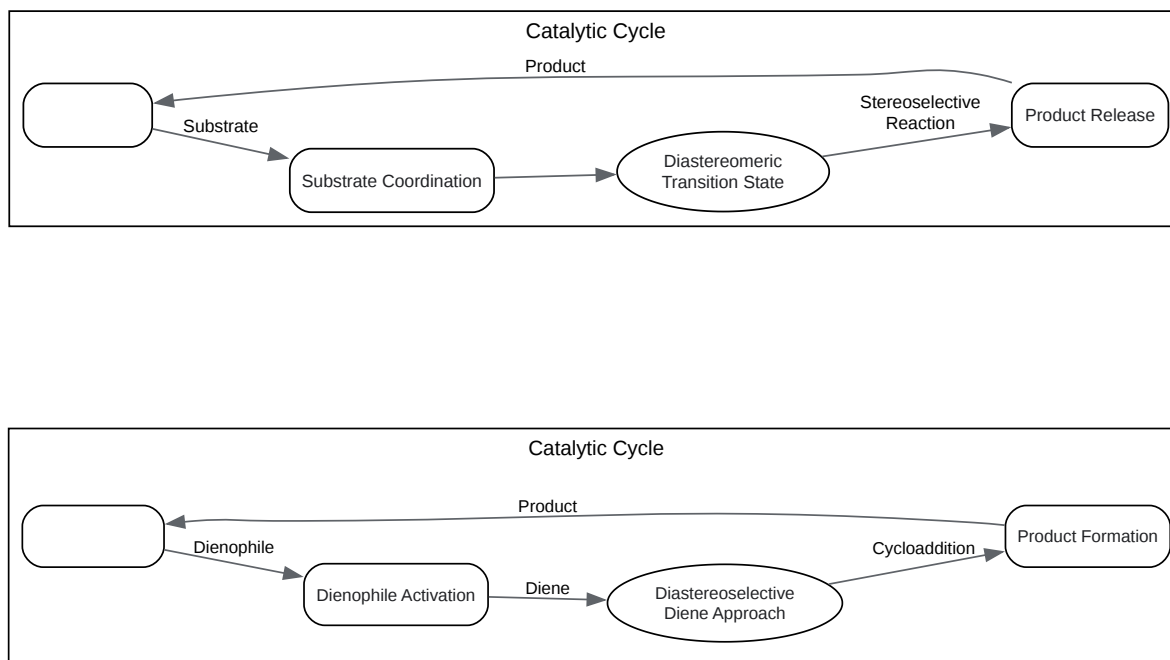 Catalytic Cycle
Product
Substrate
Substrate Coordination
Diastereomeric
Transition State
Stereoselective
Reaction
Product Release
Catalytic Cycle
Product
Dienophile
Dienophile Activation
Diene
Diastereoselective
Diene Approach
Cycloaddition
Product Formation